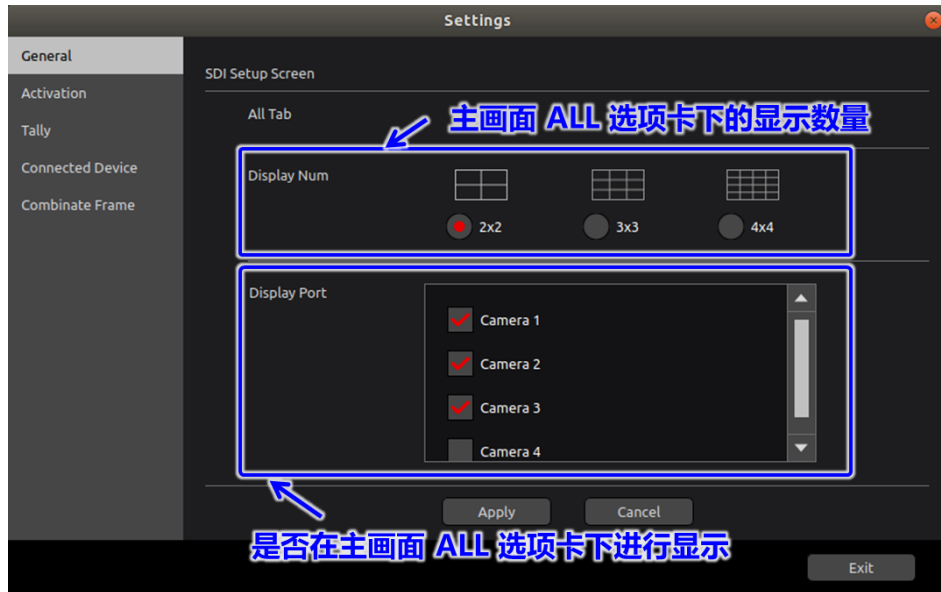 Settings
General
Activation
Tally
Connected Device
Combinate Frame
SDI Setup Screen
All Tab
主画面 ALL 选项卡下的显示数量
Display Num
2x2
3x3
4x4
Display Port
Camera 1
Camera 2
Camera 3
Camera 4
Apply
Cancel
是否在主画面 ALL 选项卡下进行显示
Exit